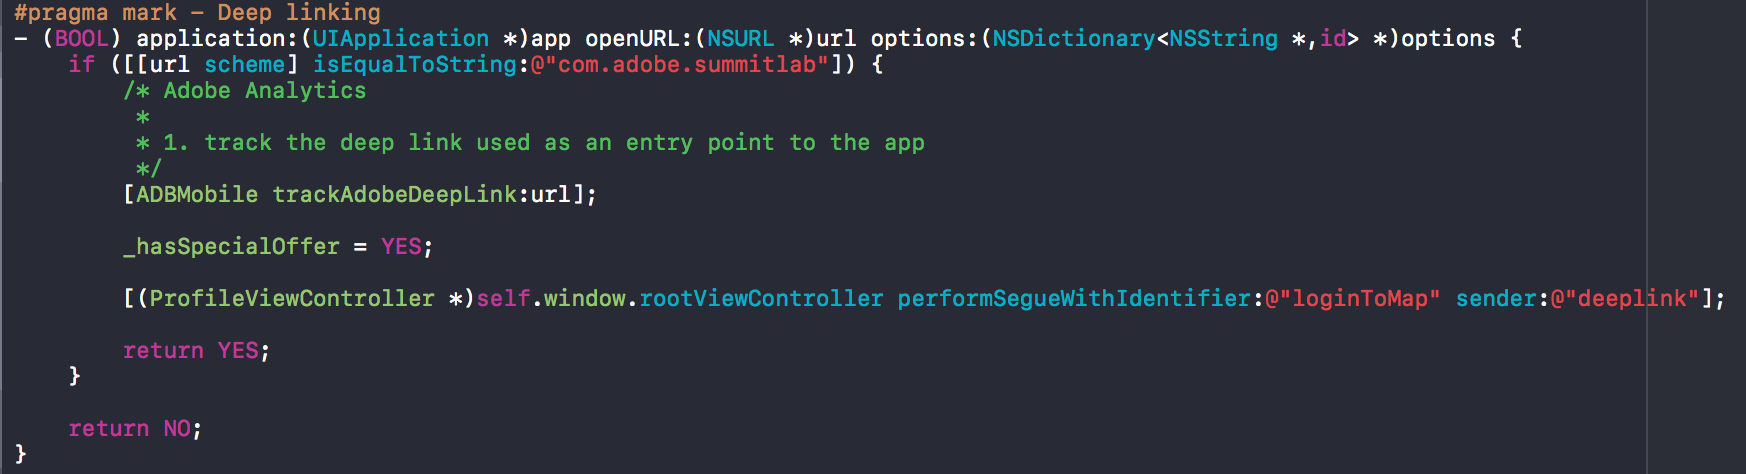 #pragma mark - Deep linking
- (BOOL) application:(UIApplication *)app openURL:(NSURL *)url options:(NSDictionary<NSString *,id> *)options {
    if ([[url scheme] isEqualToString:@"com.adobe.summitlab"]) {
        /* Adobe Analytics
         *
         * 1. track the deep link used as an entry point to the app
         */
        [ADBMobile trackAdobeDeepLink:url];

        _hasSpecialOffer = YES;

        [(ProfileViewController *)self.window.rootViewController performSegueWithIdentifier:@"loginToMap" sender:@"deeplink"];

        return YES;
    }

    return NO;
}